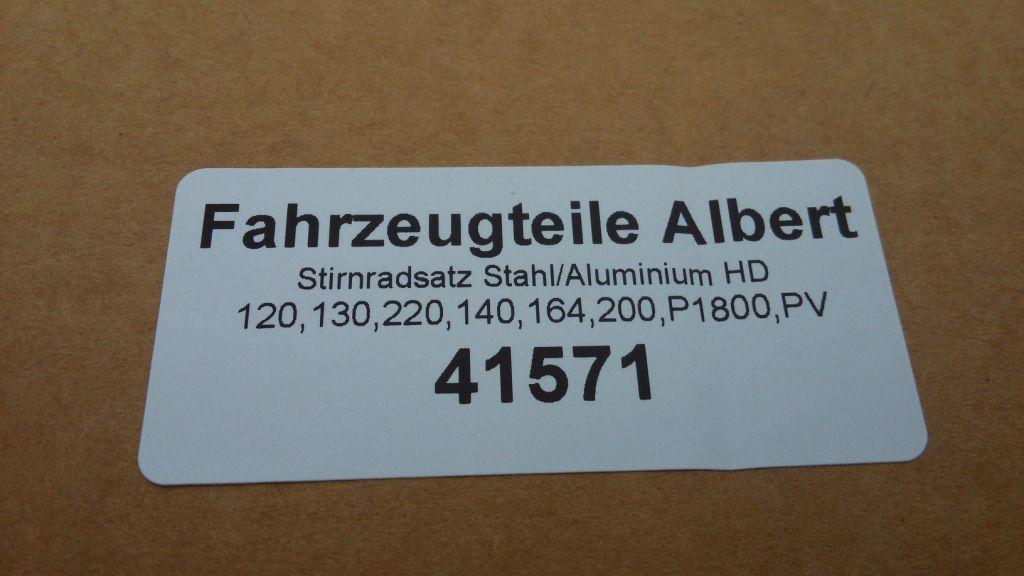 Fahrzeugteile Albert
Stirnradsatz Stahl/Aluminium HD
120,130,220,140,164,200,P1800,PV
41571